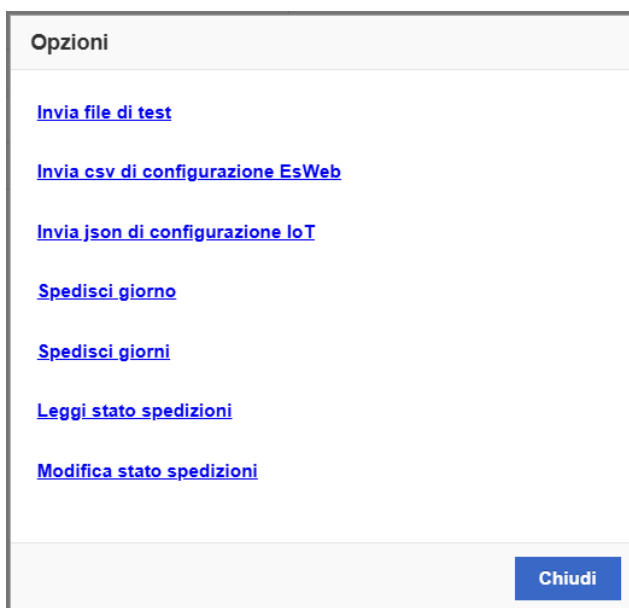 Opzioni
Invia file di test
Invia csv di configurazione EsWeb
Invia json di configurazione IoT
Spedisci giorno
Spedisci giorni
Leggi stato spedizioni
Modifica stato spedizioni
Chiudi